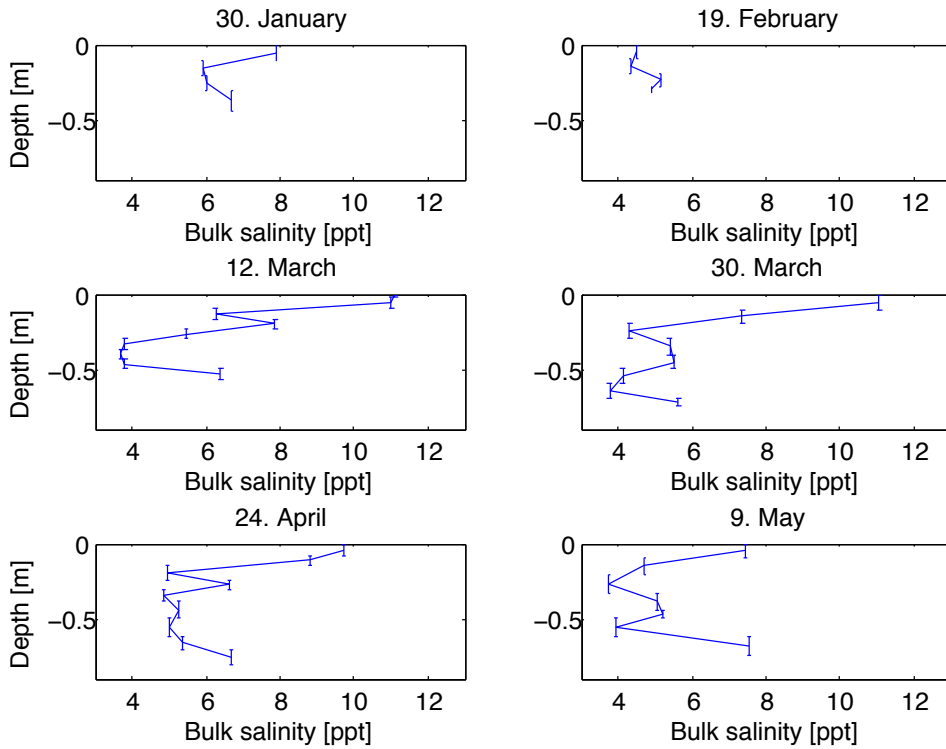 30. January
0
−0.5
Depth [m]
4 6 8 10 12
Bulk salinity [ppt]
19. February
0
−0.5
4 6 8 10 12
Bulk salinity [ppt]
12. March
0
−0.5
Depth [m]
4 6 8 10 12
Bulk salinity [ppt]
30. March
0
−0.5
4 6 8 10 12
Bulk salinity [ppt]
24. April
0
−0.5
Depth [m]
4 6 8 10 12
Bulk salinity [ppt]
9. May
0
−0.5
4 6 8 10 12
Bulk salinity [ppt]